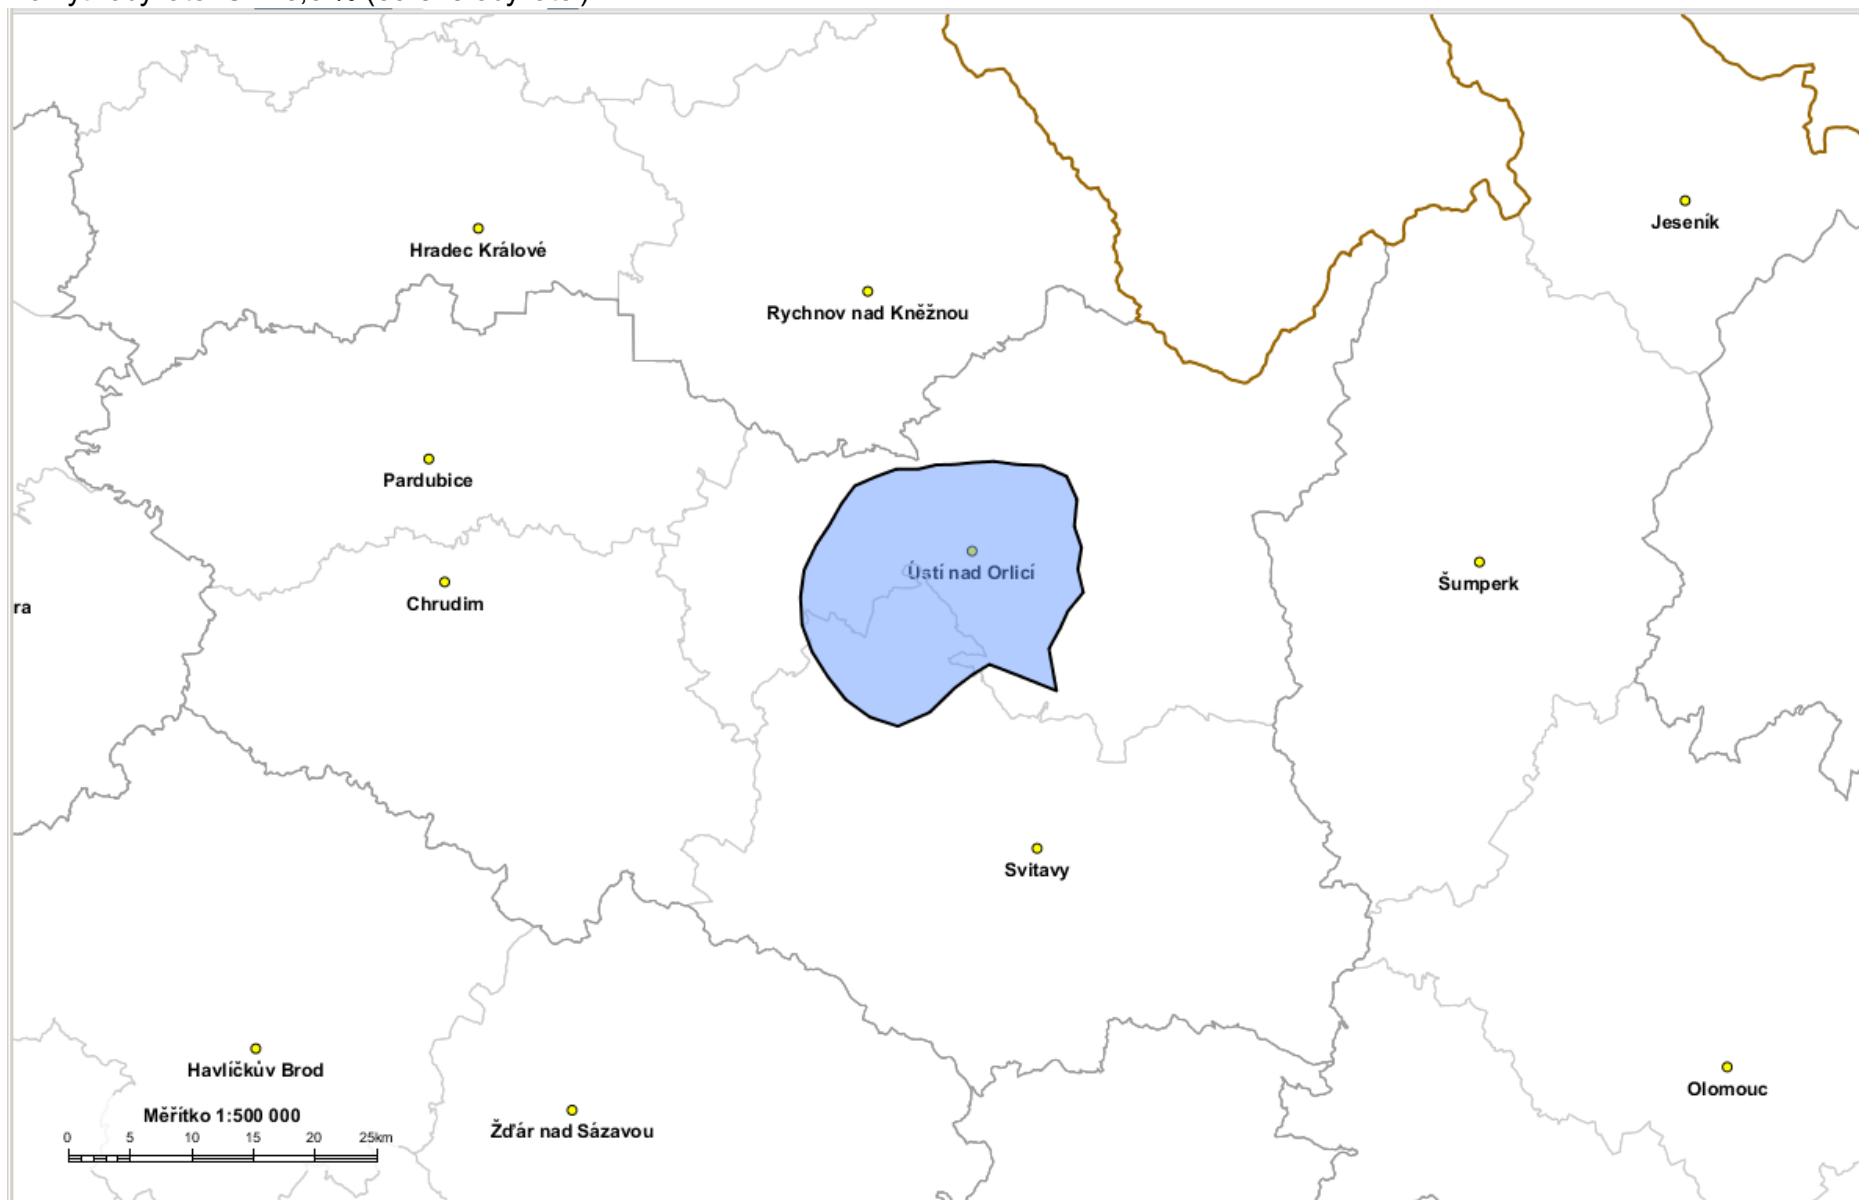 Jeseník
Hradec Králové
Rychnov nad Kněžnou
Pardubice
Ústí nad Orlicí
Šumperk
Chrudim
ra
Svitavy
Havlíčkův Brod
Olomouc
Měřítko 1:500 000
Žďár nad Sázavou
0 5 10 15 20 25km